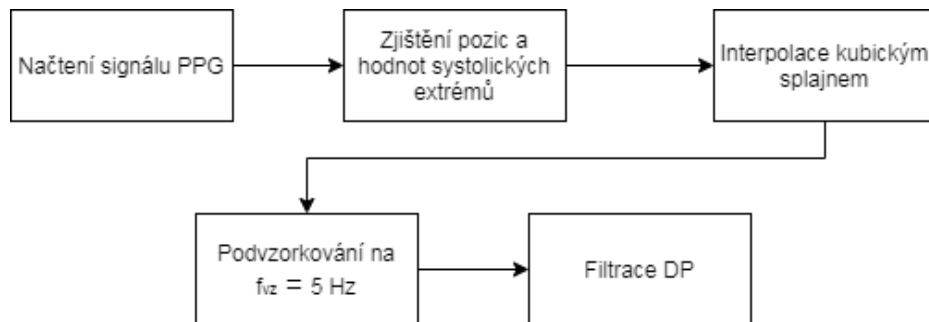 Načtení signálu PPG
Zjištění pozic a
hodnot systolických
extrémů
Interpolace kubickým
splajnem
Podvzorkování na
fvz = 5 Hz
Filtrace DP